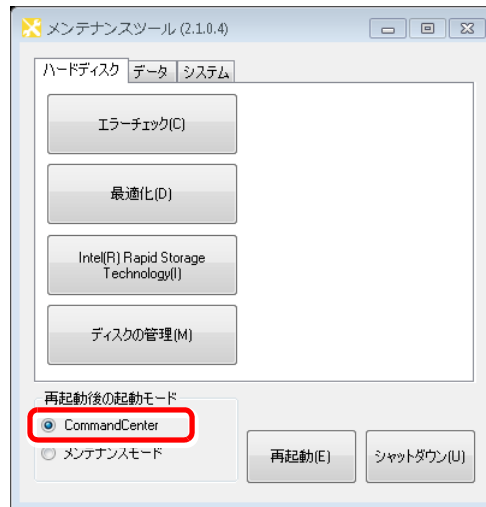 メンテナンスツール (2.1.0.4)
ハードディスク データ システム
エラーチェック(C)
最適化(D)
Intel(R) Rapid Storage
Technology(I)
ディスクの管理(M)
再起動後の起動モード
CommandCenter
メンテナンスモード
再起動(E) シャットダウン(U)